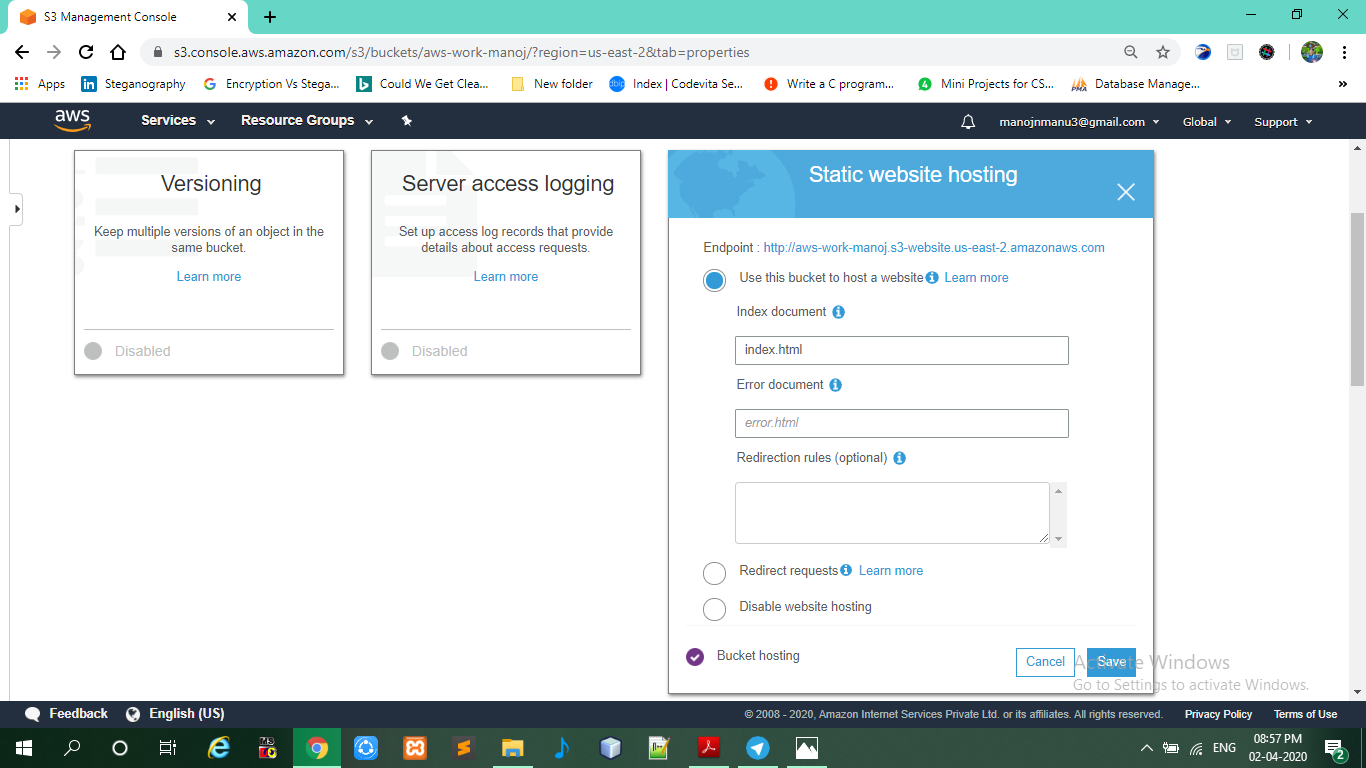 S3 Management Console
s3.console.aws.amazon.com/s3/buckets/aws-work-manoj/?region=us-east-2&tab=properties
Apps
Steganography
Encryption Vs Stega...
Could We Get Clea...
New folder
Index | Codevita Se...
Write a C program...
Mini Projects for CS...
Database Manage...
aws
Services
Resource Groups
manojnmanu3@gmail.com
Global
Support
Versioning
Keep multiple versions of an object in the
same bucket.
Learn more
Disabled
Server access logging
Set up access log records that provide
details about access requests.
Learn more
Disabled
Static website hosting
Endpoint : http://aws-work-manoj.s3-website.us-east-2.amazonaws.com
Use this bucket to host a website Learn more
Index document
index.html
Error document
error.html
Redirection rules (optional)
Redirect requests Learn more
Disable website hosting
Bucket hosting
Cancel
Save
Activate Windows
Go to Settings to activate Windows.
Feedback
English (US)
© 2008 - 2020, Amazon Internet Services Private Ltd. or its affiliates. All rights reserved.
Privacy Policy
Terms of Use
ENG
08:57 PM
02-04-2020
2